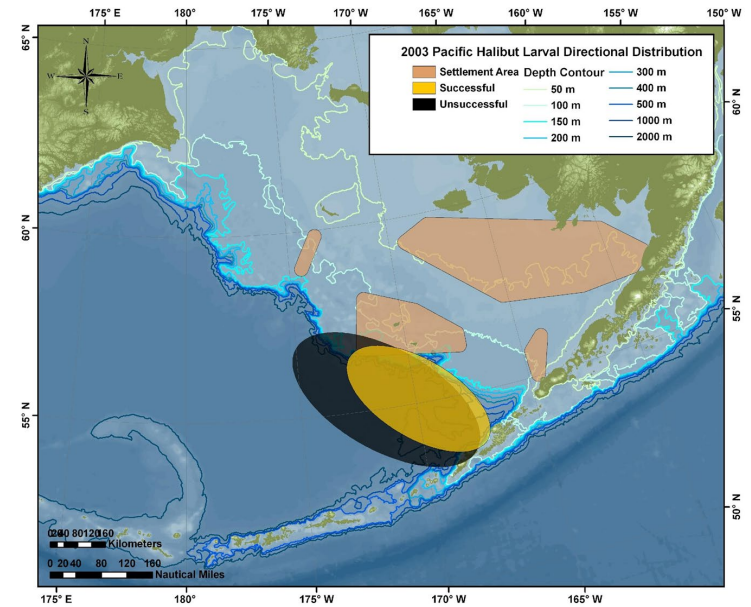 175° E 180° 175° W 170° W 165° W 160° W 155° W 150° W
65° N
60° N
55° N
60° N
55° N
50° N
N
W E
S
2003 Pacific Halibut Larval Directional Distribution
Settlement Area
Successful
Unsuccessful
Depth Contour
50 m
100 m
150 m
200 m
300 m
400 m
500 m
1000 m
2000 m
Kilometers
0 20 40 80 120 160
Nautical Miles
175° E 180° 175° W 170° W 165° W